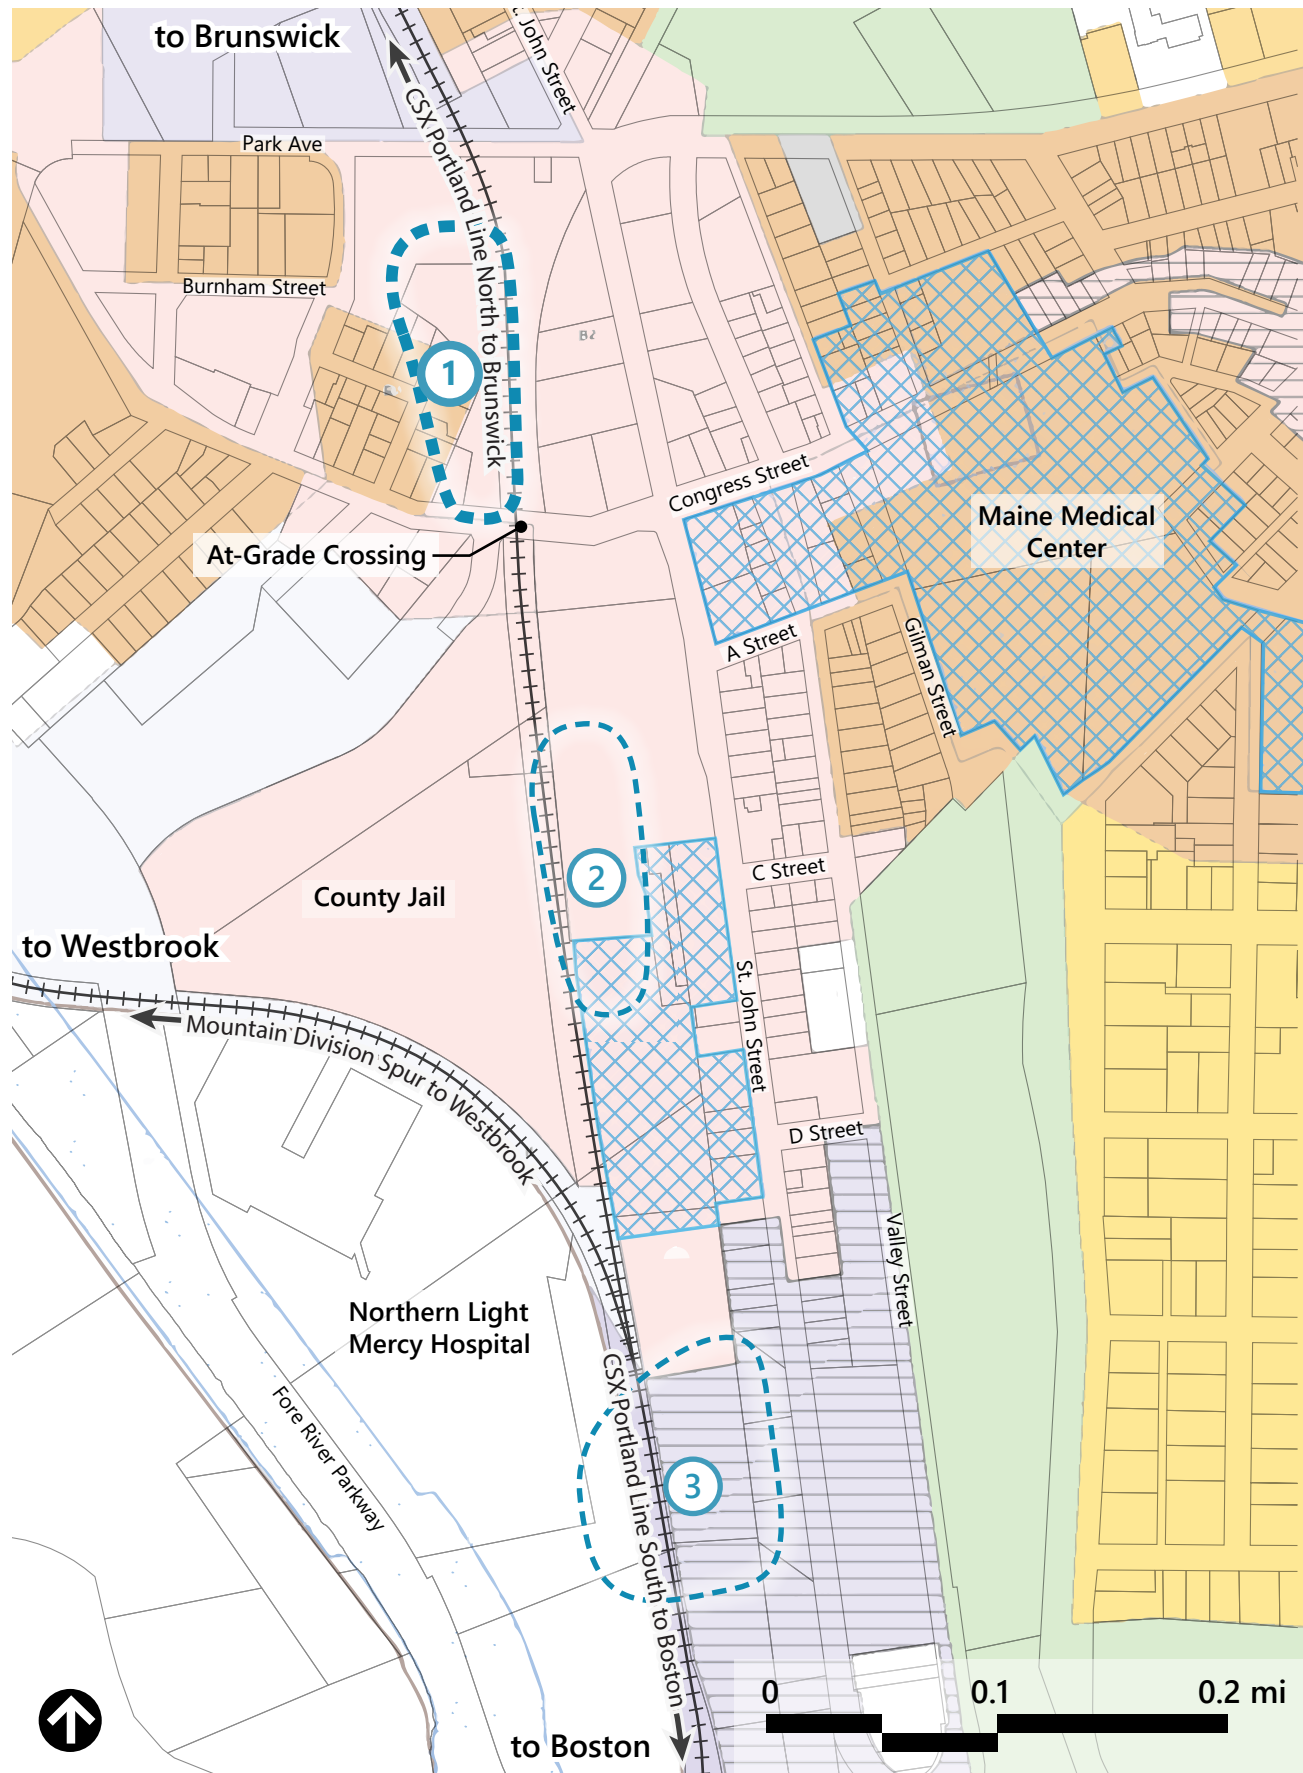 to Brunswick
St. John Street
CSX Portland Line North to Brunswick
Park Ave
Burnham Street
B2
1
Congress Street
Maine Medical
Center
At-Grade Crossing
A Street
Gilman Street
2
C Street
County Jail
to Westbrook
St. John Street
Mountain Division Spur to Westbrook
D Street
Valley Street
Northern Light
Mercy Hospital
CSX Portland Line South to Boston
Fore River Parkway
3
0 0.1 0.2 mi
to Boston